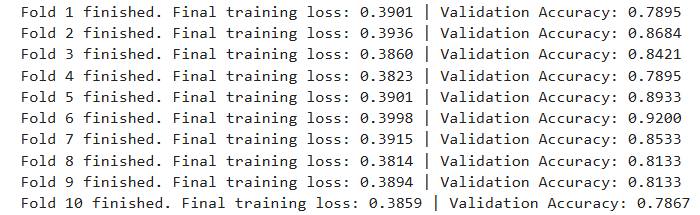 Fold 1 finished. Final training loss: 0.3901 | Validation Accuracy: 0.7895
Fold 2 finished. Final training loss: 0.3936 | Validation Accuracy: 0.8684
Fold 3 finished. Final training loss: 0.3860 | Validation Accuracy: 0.8421
Fold 4 finished. Final training loss: 0.3823 | Validation Accuracy: 0.7895
Fold 5 finished. Final training loss: 0.3901 | Validation Accuracy: 0.8933
Fold 6 finished. Final training loss: 0.3998 | Validation Accuracy: 0.9200
Fold 7 finished. Final training loss: 0.3915 | Validation Accuracy: 0.8533
Fold 8 finished. Final training loss: 0.3814 | Validation Accuracy: 0.8133
Fold 9 finished. Final training loss: 0.3894 | Validation Accuracy: 0.8133
Fold 10 finished. Final training loss: 0.3859 | Validation Accuracy: 0.7867